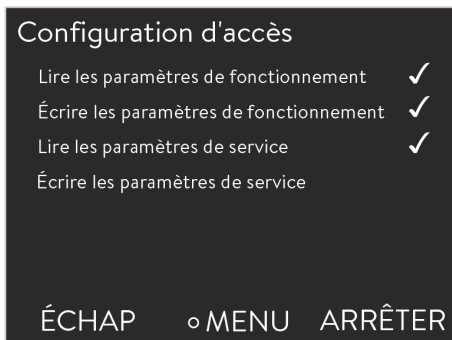 Configuration d'accès
Lire les paramètres de fonctionnement ✓
Écrire les paramètres de fonctionnement ✓
Lire les paramètres de service ✓
Écrire les paramètres de service
ÉCHAP ○ MENU ARRÊTER